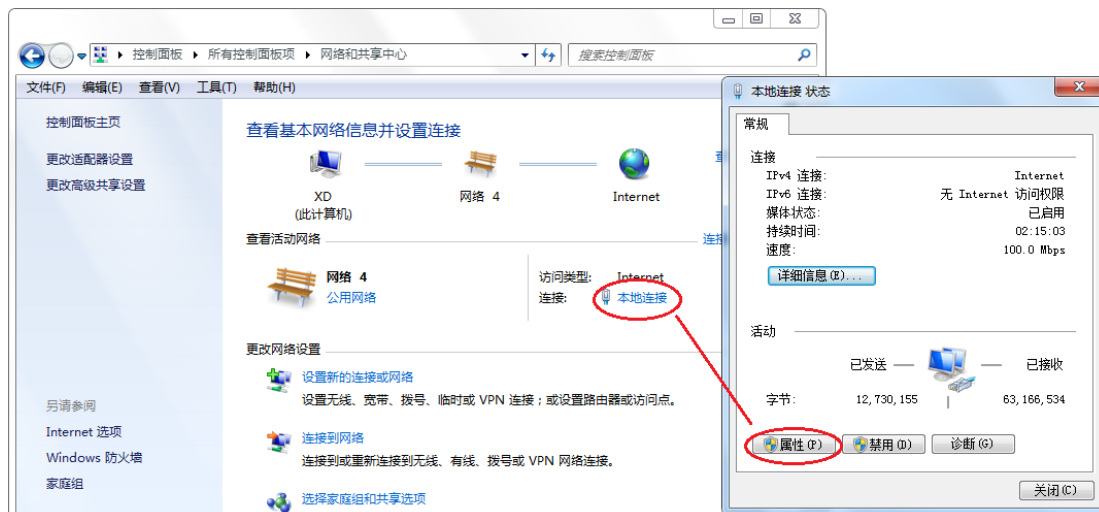 控制面板 所有控制面板项 网络和共享中心 搜索控制面板
文件(F) 编辑(E) 查看(V) 工具(T) 帮助(H)
控制面板主页
更改适配器设置
更改高级共享设置
另请参阅
Internet 选项
Windows 防火墙
家庭组
查看基本网络信息并设置连接
XD
(此计算机)
网络 4
Internet
查看活动网络
连接
网络 4
公用网络
访问类型: Internet
连接: 本地连接
更改网络设置
设置新的连接或网络
设置无线、宽带、拨号、临时或 VPN 连接；或设置路由器或访问点。
连接到网络
连接到或重新连接到无线、有线、拨号或 VPN 网络连接。
选择家庭组和共享选项
本地连接 状态
常规
连接
IPv4 连接: Internet
IPv6 连接: 无 Internet 访问权限
媒体状态: 已启用
持续时间: 02:15:03
速度: 100.0 Mbps
详细信息(E)...
活动
已发送 — — 已接收
字节: 12,730,155 | 63,166,534
属性(P) 禁用(D) 诊断(G)
关闭(C)